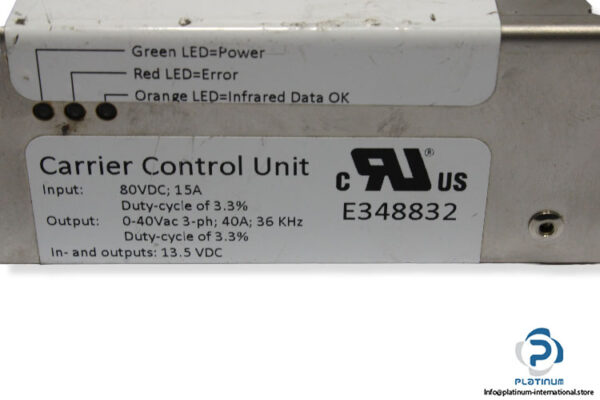 Green LED=Power
Red LED=Error
Orange LED=Infrared Data OK
Carrier Control Unit
Input: 80VDC; 15A
Duty-cycle of 3.3%
Output: 0-40Vac 3-ph; 40A; 36 KHz
Duty-cycle of 3.3%
In- and outputs: 13.5 VDC
C RU ® US
E348832
PLATINUM
Info@platinum-international.store